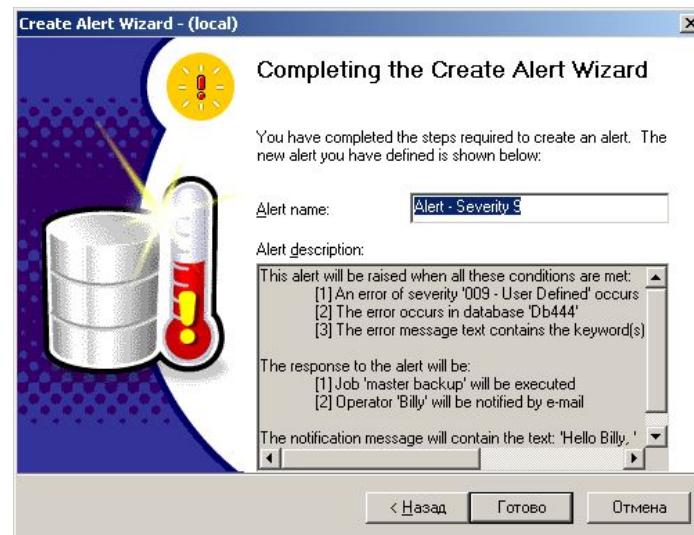 Create Alert Wizard - (local)
Completing the Create Alert Wizard
You have completed the steps required to create an alert. The
new alert you have defined is shown below:
Alert name:
Alert - Severity 9
Alert description:
This alert will be raised when all these conditions are met:
[1] An error of severity '009 - User Defined' occurs
[2] The error occurs in database 'Db444'
[3] The error message text contains the keyword(s)
The response to the alert will be:
[1] Job 'master backup' will be executed
[2] Operator 'Billy' will be notified by e-mail
The notification message will contain the text: 'Hello Billy, '
< Назад
Готово
Отмена